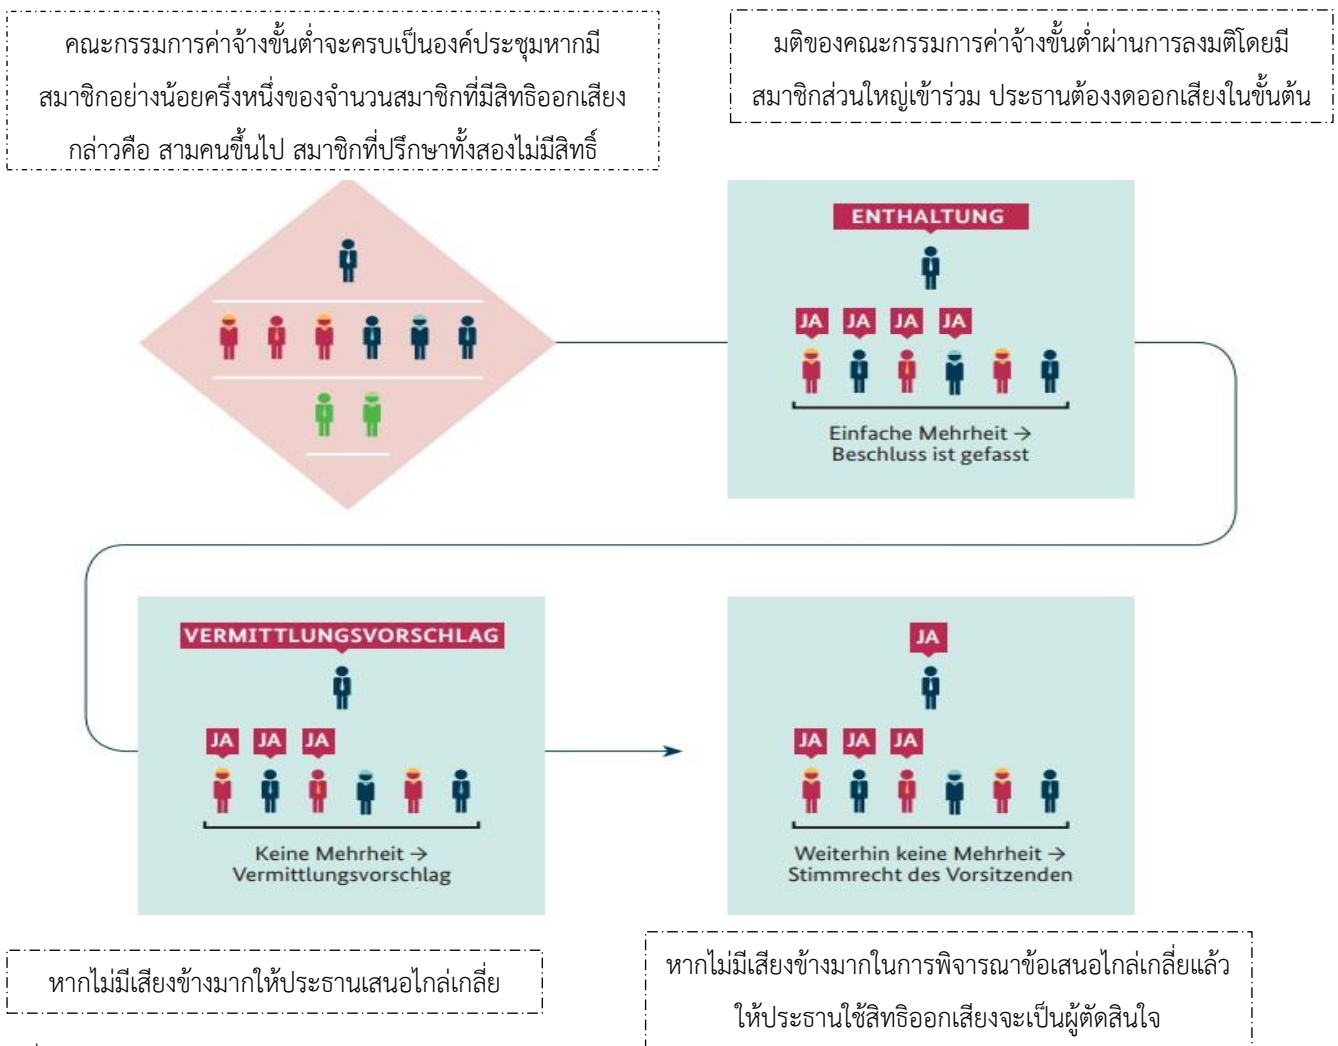 คณะกรรมการค่าจ้างขั้นต่ำจะครบเป็นองค์ประชุมหากมี
สมาชิกอย่างน้อยครึ่งหนึ่งของจำนวนสมาชิกที่มีสิทธิออกเสียง
กล่าวคือ สามคนขึ้นไป สมาชิกที่ปรึกษาทั้งสองไม่มีสิทธิ์
มติของคณะกรรมการค่าจ้างขั้นต่ำผ่านการลงมติโดยมี
สมาชิกส่วนใหญ่เข้าร่วม ประธานต้องงดออกเสียงในขั้นต้น
ENTHALTUNG
JA JA JA JA
Einfache Mehrheit →
Beschluss ist gefasst
VERMITTLUNGSVORSCHLAG
JA JA JA
Keine Mehrheit →
Vermittlungsvorschlag
JA
JA JA JA
Weiterhin keine Mehrheit →
Stimmrecht des Vorsitzenden
หากไม่มีเสียงข้างมากให้ประธานเสนอไกล่เกลี่ย
หากไม่มีเสียงข้างมากในการพิจารณาข้อเสนอไกล่เกลี่ยแล้ว
ให้ประธานใช้สิทธิออกเสียงจะเป็นผู้ตัดสินใจ